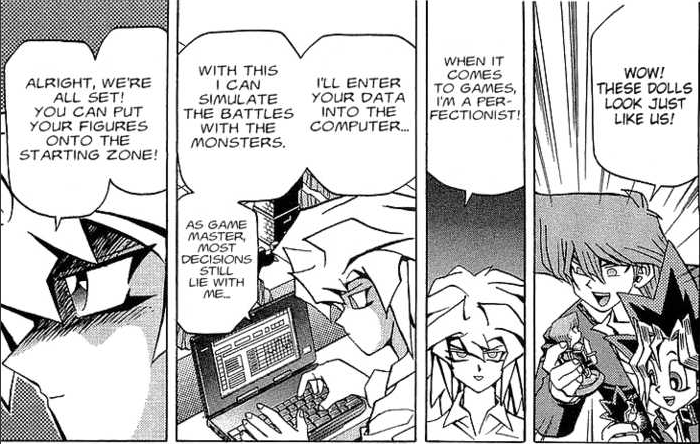 WOW!
THESE DOLLS
LOOK JUST
LIKE US!
WHEN IT
COMES
TO GAMES,
I'M A PER-
FECTIONIST!
I'LL ENTER
YOUR DATA
INTO THE
COMPUTER...
WITH THIS
I CAN
SIMULATE
THE BATTLES
WITH THE
MONSTERS.
AS GAME
MASTER,
MOST
DECISIONS
STILL
LIE WITH
ME...
ALRIGHT, WE'RE
ALL SET!
YOU CAN PUT
YOUR FIGURES
ONTO THE
STARTING ZONE!